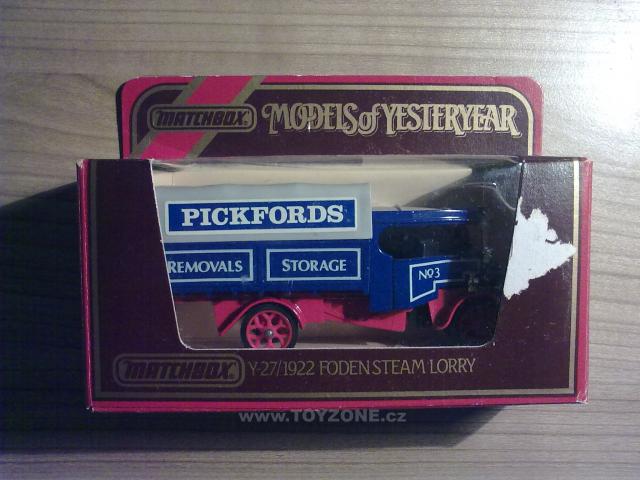 MATCHBOX MODELS of YESTERYEAR
PICKFORDS
REMOVALS STORAGE
Nº3
MATCHBOX Y-27/1922 FODEN STEAM LORRY
www.TOYZONE.cz